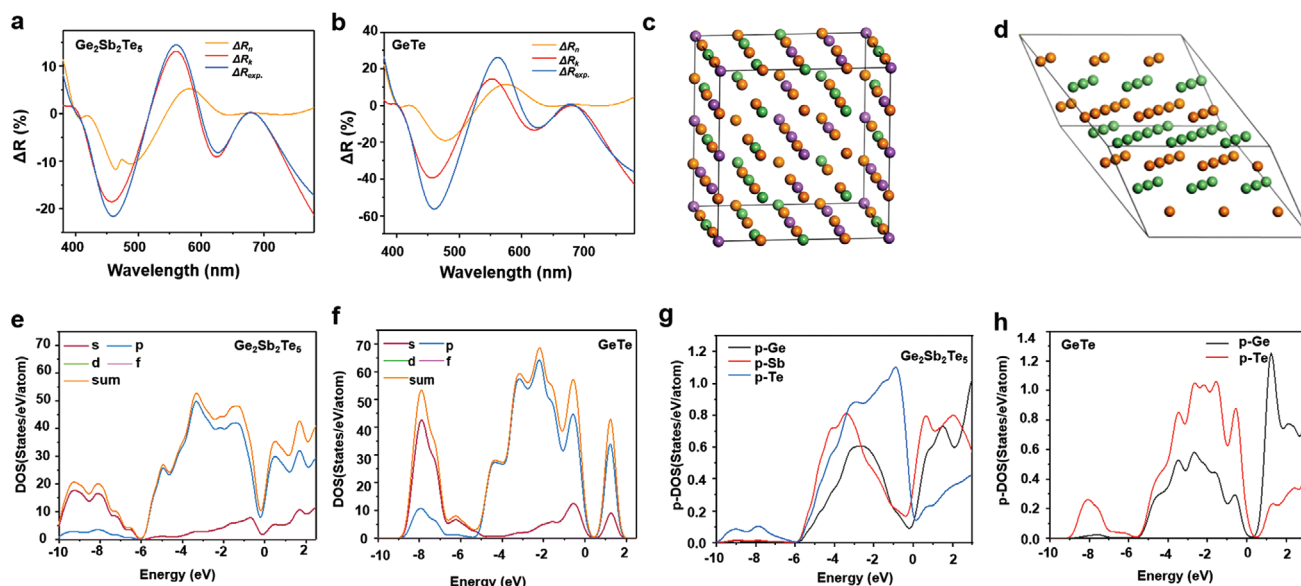 a
Ge2Sb2Te5
ΔRn
ΔRk
ΔRexp.
ΔR (%)
10
0
-10
-20
400 500 600 700
Wavelength (nm)
b
GeTe
ΔRn
ΔRk
ΔRexp.
ΔR (%)
40
20
0
-20
-40
-60
400 500 600 700
Wavelength (nm)
c
d
e
s p
d f
sum
Ge2Sb2Te5
DOS(States/eV/atom)
70
60
50
40
30
20
10
0
-10 -8 -6 -4 -2 0 2
Energy (eV)
f
s p
d f
sum
GeTe
DOS(States/eV/atom)
70
60
50
40
30
20
10
0
-10 -8 -6 -4 -2 0 2
Energy (eV)
g
p-Ge
p-Sb
p-Te
Ge2Sb2Te5
p-DOS(States/eV/atom)
1.2
1.0
0.8
0.6
0.4
0.2
0.0
-10 -8 -6 -4 -2 0 2
Energy (eV)
h
GeTe
p-Ge
p-Te
p-DOS(States/eV/atom)
1.4
1.2
1.0
0.8
0.6
0.4
0.2
0.0
-10 -8 -6 -4 -2 0 2
Energy (eV)